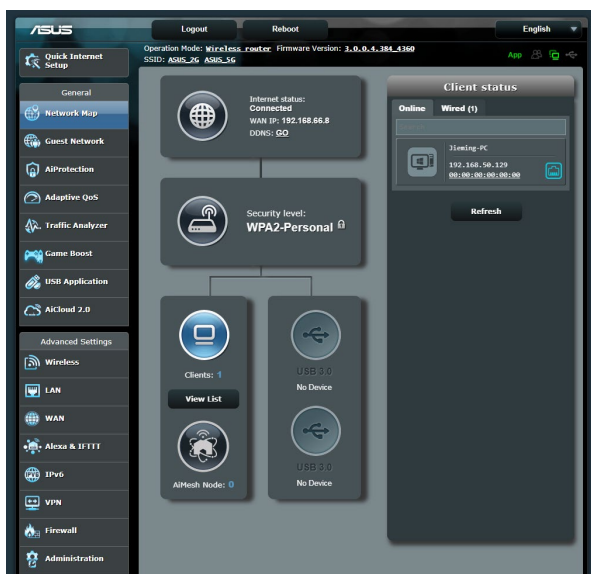 ASUS
Logout
Reboot
English
Quick Internet
Setup
Operation Mode: Wireless router Firmware Version: 3.0.0.4.384_4360
SSID: ASUS_2G ASUS_5G
App
General
Network Map
Guest Network
AiProtection
Adaptive QoS
Traffic Analyzer
Game Boost
USB Application
AiCloud 2.0
Advanced Settings
Wireless
LAN
WAN
Alexa & IFTTT
IPv6
VPN
Firewall
Administration
Internet status:
Connected
WAN IP: 192.168.66.8
DDNS: GO
Security level:
WPA2-Personal
Clients: 1
View List
AiMesh Node: 0
USB 3.0
No Device
USB 3.0
No Device
Client status
Online
Wired (1)
Jieming-PC
192.168.50.129
00:00:00:00:00:00
Refresh